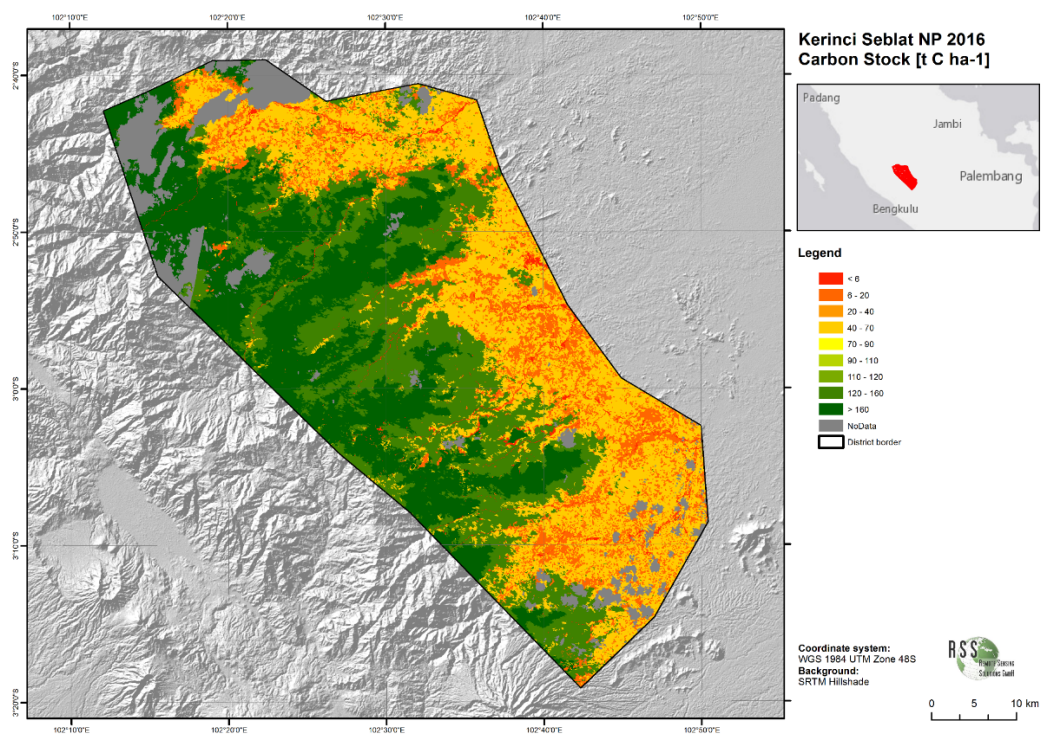 102°10'0"E
102°20'0"E
102°30'0"E
102°40'0"E
102°50'0"E
Kerinci Seblat NP 2016
Carbon Stock [t C ha-1]
Padang
Jambi
Palembang
Bengkulu
2°40'0"S
2°50'0"S
3°0'0"S
3°10'0"S
3°20'0"S
Legend
< 6
6 - 20
20 - 40
40 - 70
70 - 90
90 - 110
110 - 120
120 - 160
> 160
NoData
District border
Coordinate system:
WGS 1984 UTM Zone 48S
Background:
SRTM Hillshade
RSS
REMOTE SENSING
SOLUTIONS GMBH
0 5 10 km
102°10'0"E
102°20'0"E
102°30'0"E
102°40'0"E
102°50'0"E